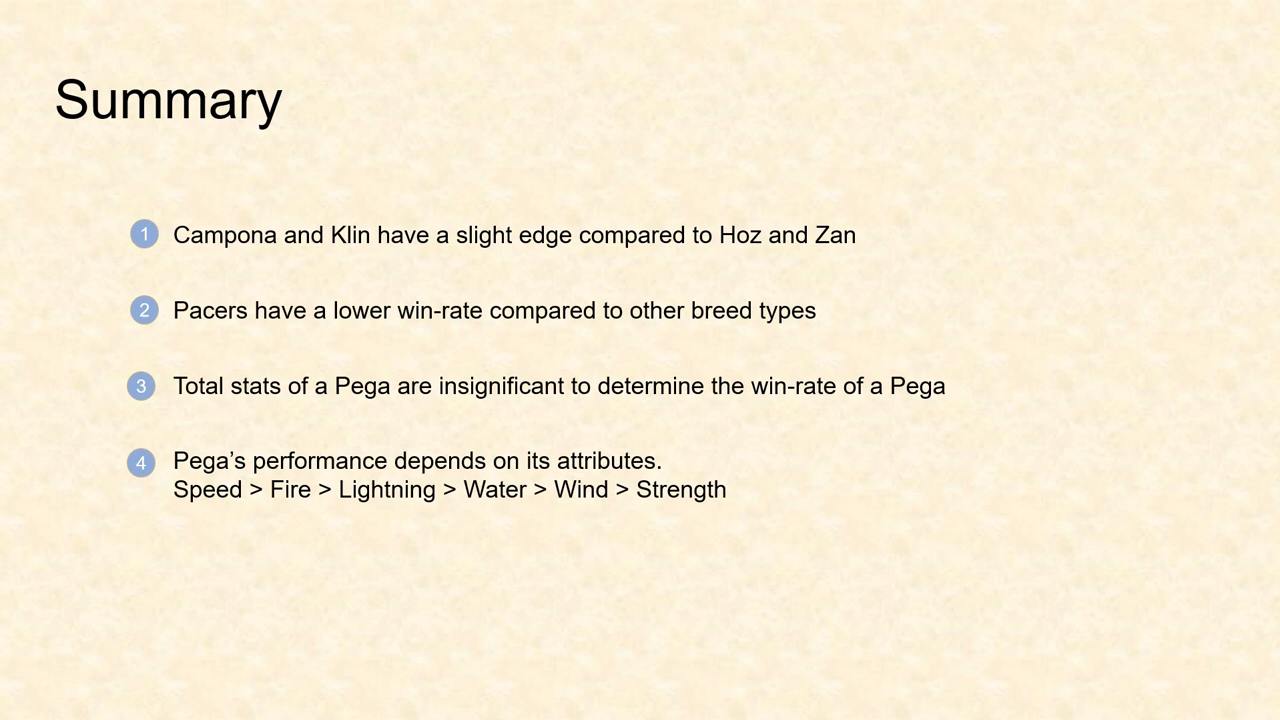 Summary
1 Campona and Klin have a slight edge compared to Hoz and Zan
2 Pacers have a lower win-rate compared to other breed types
3 Total stats of a Pega are insignificant to determine the win-rate of a Pega
4 Pega’s performance depends on its attributes.
Speed > Fire > Lightning > Water > Wind > Strength